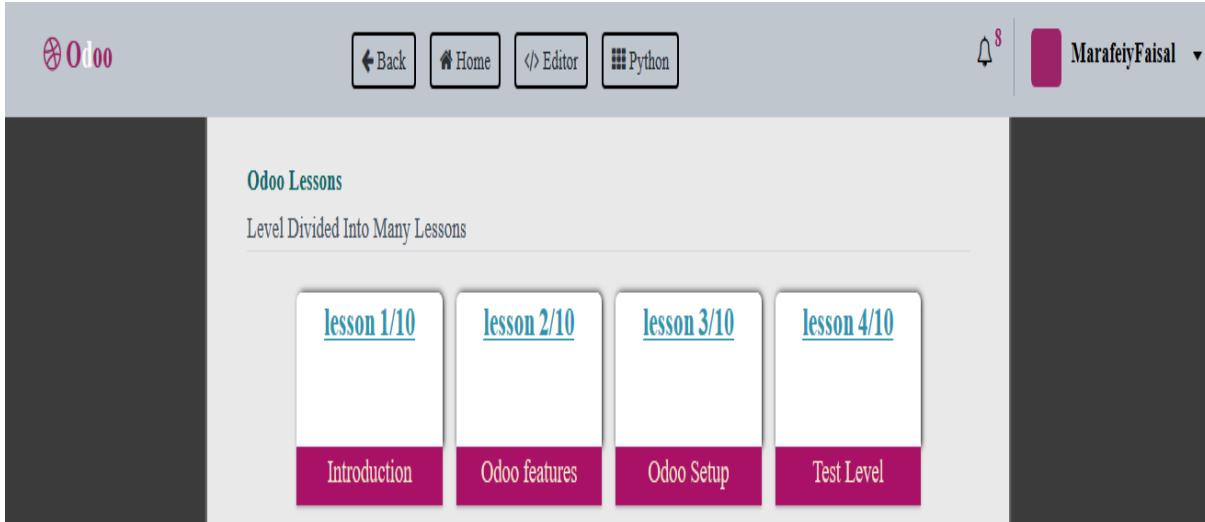 Odoo
Back
Home
</> Editor
Python
8
MarafeiyFaisal
Odoo Lessons
Level Divided Into Many Lessons
lesson 1/10
lesson 2/10
lesson 3/10
lesson 4/10
Introduction
Odoo features
Odoo Setup
Test Level